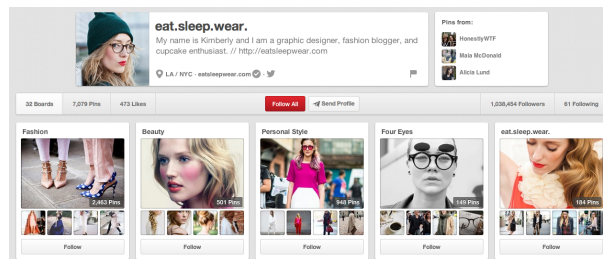 eat.sleep.wear.
My name is Kimberly and I am a graphic designer, fashion blogger, and
cupcake enthusiast. // http://eatsleepwear.com
LA / NYC · eatsleepwear.com ·
Pins from:
HonestlyWTF
Maia McDonald
Alicia Lund
32 Boards 7,079 Pins 473 Likes Follow All Send Profile 1,038,454 Followers 61 Following
Fashion Beauty Personal Style Four Eyes eat.sleep.wear.
2,463 Pins 501 Pins 948 Pins 149 Pins 184 Pins
Follow Follow Follow Follow Follow